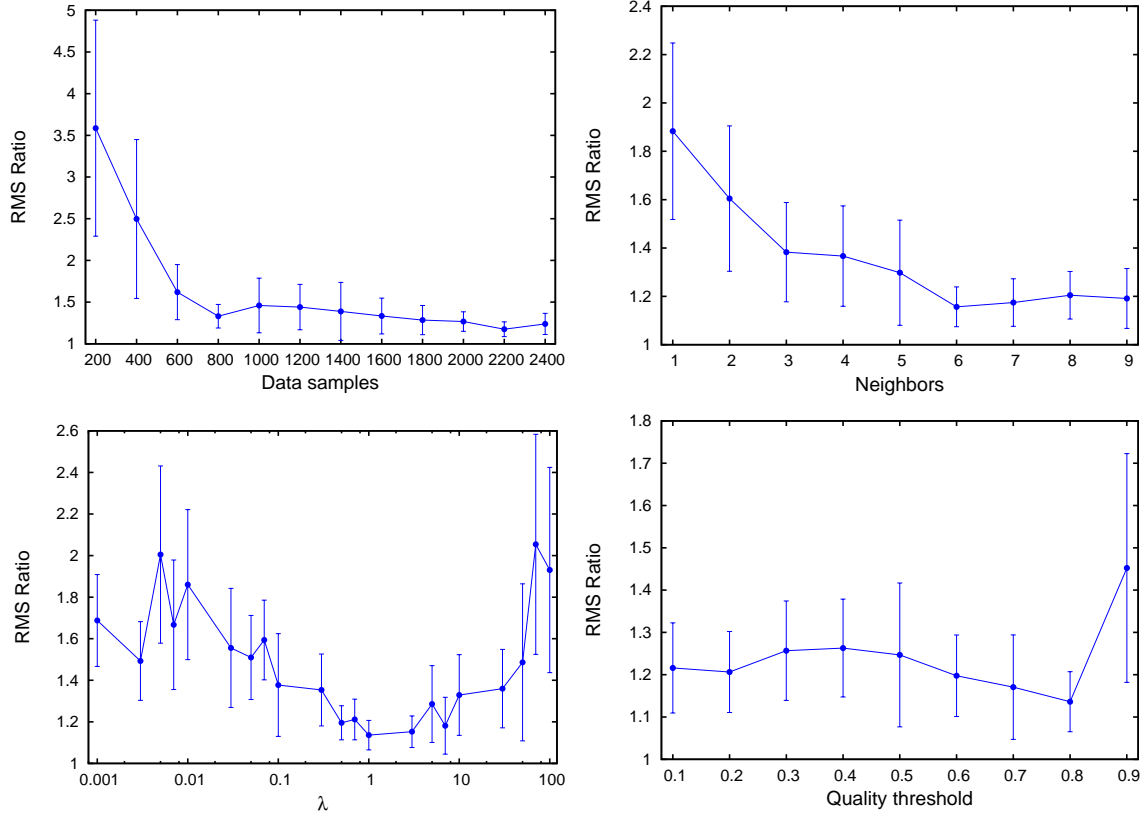 5
4.5
4
3.5
3
2.5
2
1.5
1
RMS Ratio
200 400 600 800 1000 1200 1400 1600 1800 2000 2200 2400
Data samples
2.4
2.2
2
1.8
1.6
1.4
1.2
1
RMS Ratio
1 2 3 4 5 6 7 8 9
Neighbors
2.6
2.4
2.2
2
1.8
1.6
1.4
1.2
1
RMS Ratio
0.001 0.01 0.1 1 10 100
λ
1.8
1.7
1.6
1.5
1.4
1.3
1.2
1.1
1
RMS Ratio
0.1 0.2 0.3 0.4 0.5 0.6 0.7 0.8 0.9
Quality threshold